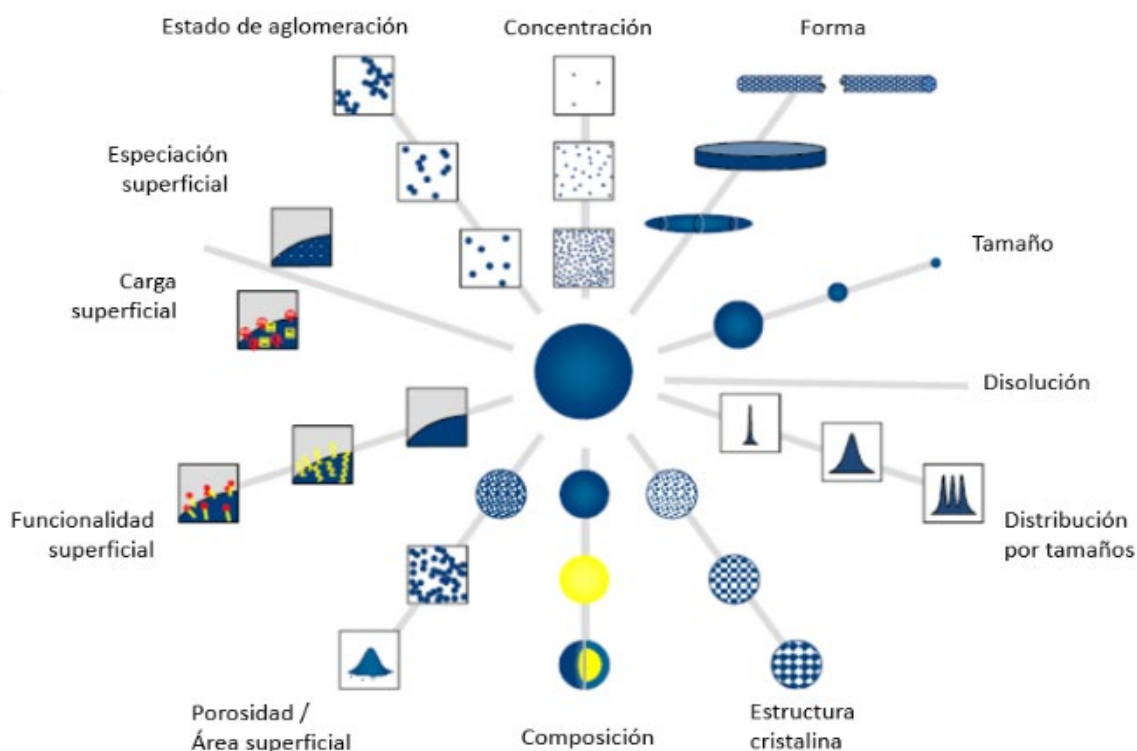 Estado de aglomeración
Concentración
Forma
Especiación
superficial
Carga
superficial
Tamaño
Disolución
Funcionalidad
superficial
Distribución
por tamaños
Porosidad /
Área superficial
Composición
Estructura
cristalina